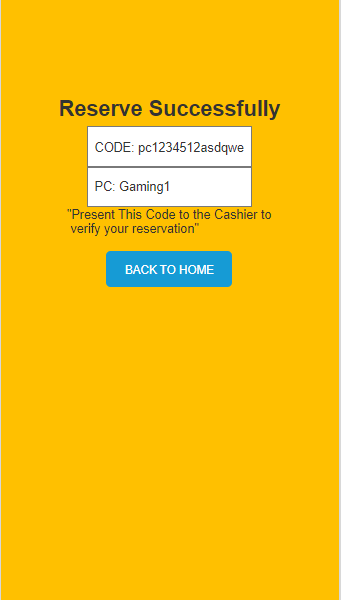 Reserve Successfully
CODE: pc1234512asdqwe
PC: Gaming1
"Present This Code to the Cashier to
verify your reservation"
BACK TO HOME